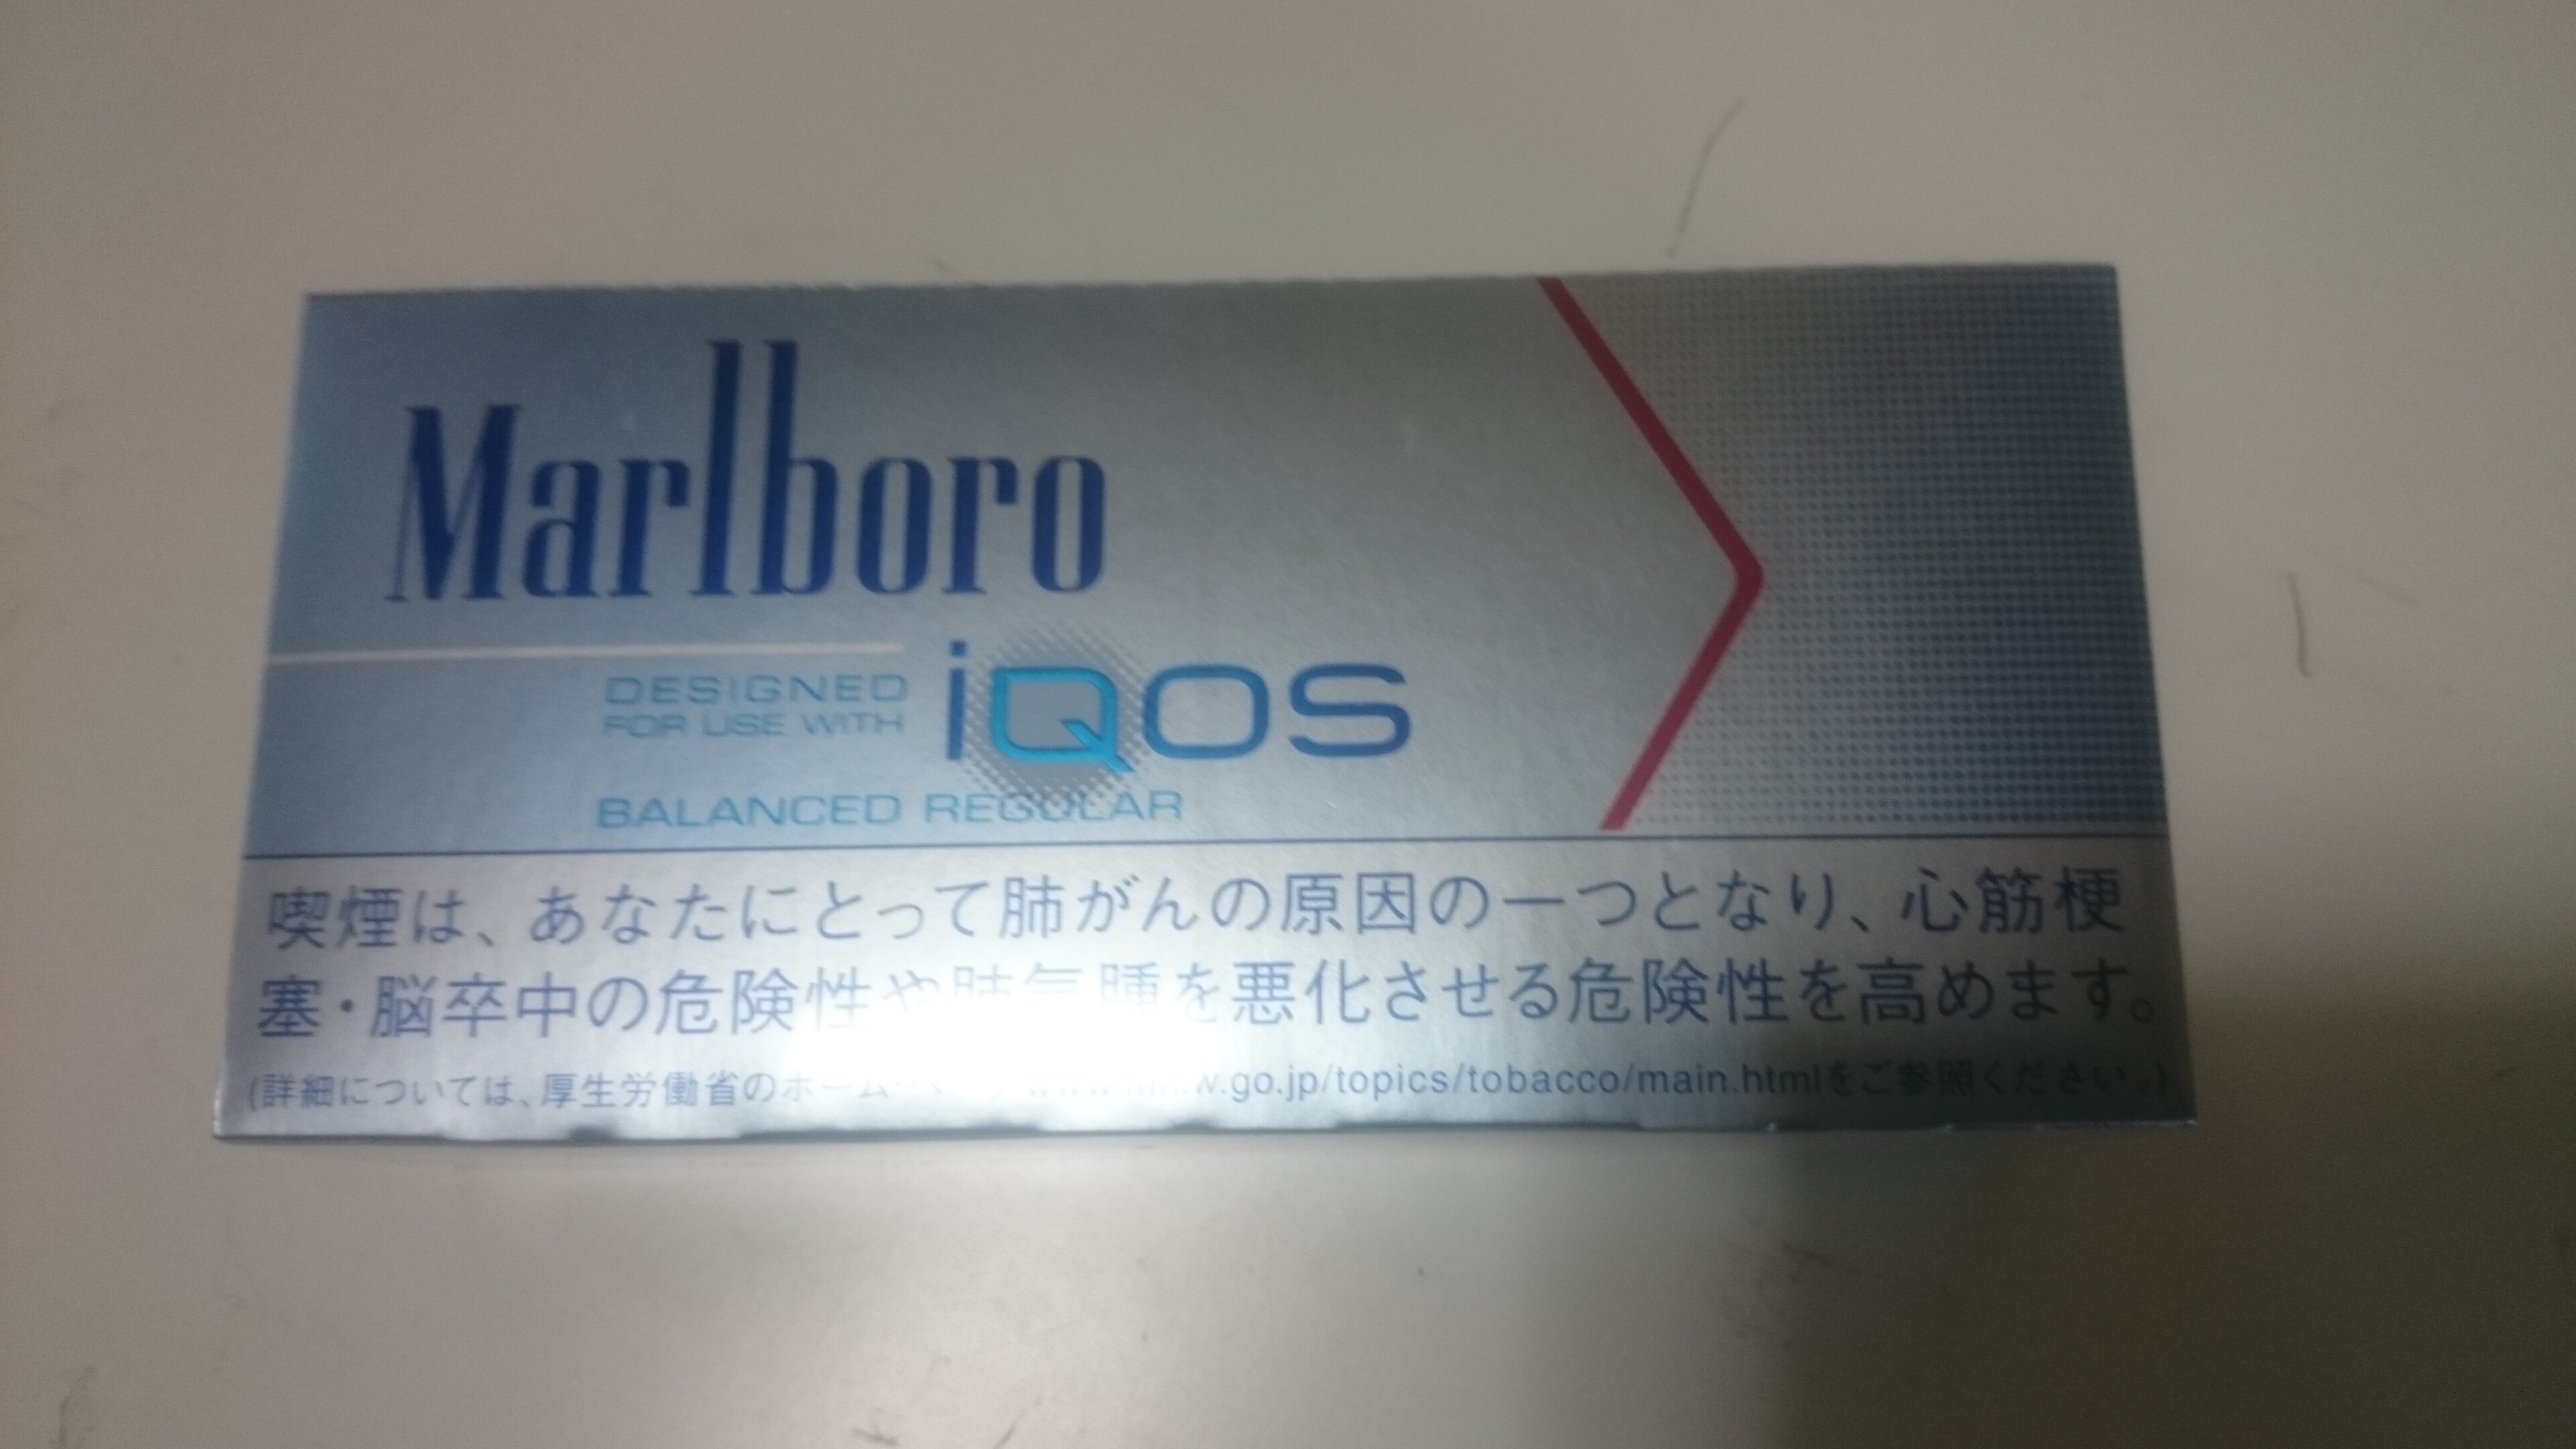 Marlboro
DESIGNED
FOR USE WITH
iQOS
BALANCED REGULAR
喫煙は、あなたにとって肺がんの原因の一つとなり、心筋梗
塞・脳卒中の危険性や肺気腫を悪化させる危険性を高めます。
(詳細については、厚生労働省のホーム .go.jp/topics/tobacco/main.htmlをご参照ください。)